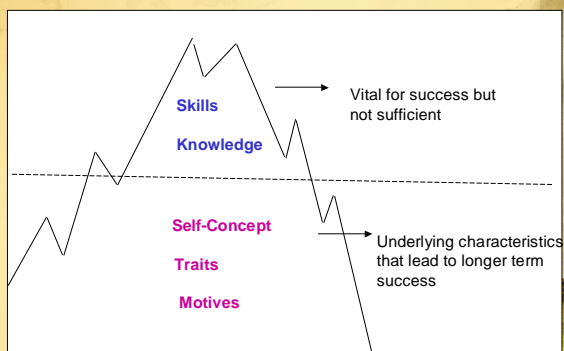 Skills
Knowledge
Vital for success but
not sufficient
Self-Concept
Traits
Motives
Underlying characteristics
that lead to longer term
success